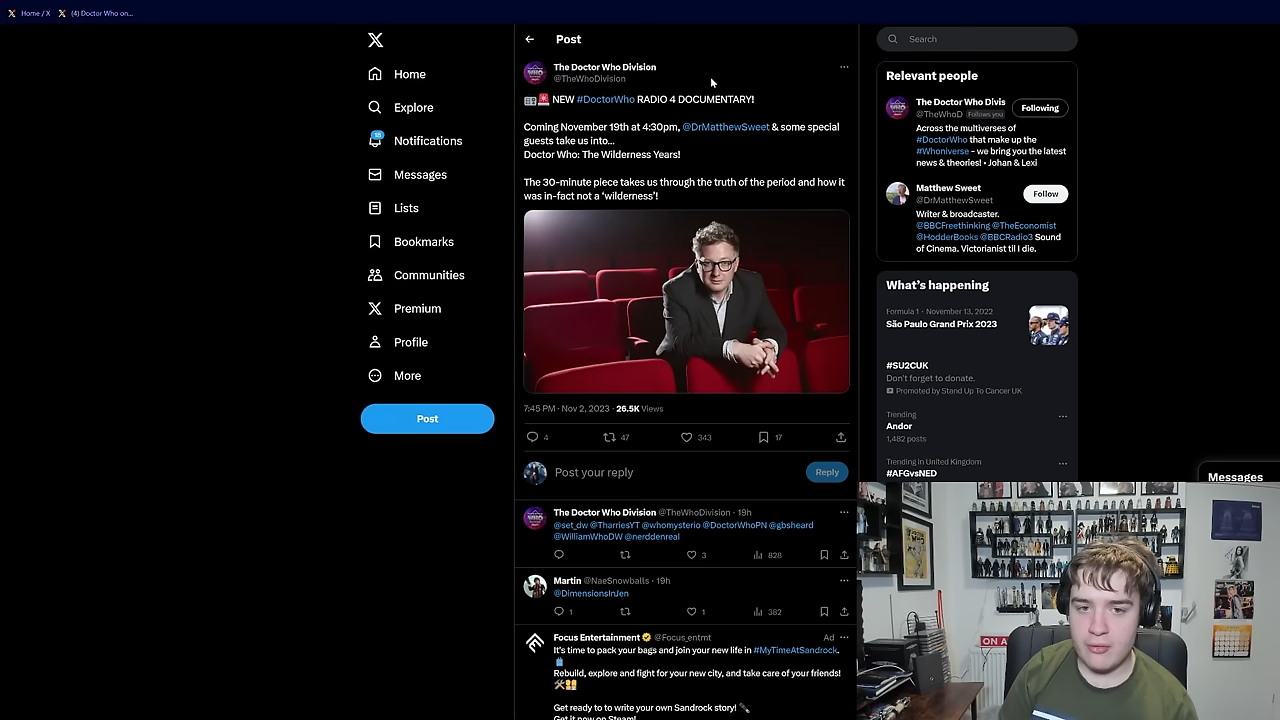 Home / X
(4) Doctor Who on...
Home
Explore
18
Notifications
Messages
Lists
Bookmarks
Communities
Premium
Profile
More
Post
Post
The Doctor Who Division
@TheWhoDivision
NEW #DoctorWho RADIO 4 DOCUMENTARY!
Coming November 19th at 4:30pm, @DrMatthewSweet & some special
guests take us into...
Doctor Who: The Wilderness Years!
The 30-minute piece takes us through the truth of the period and how it
was in-fact not a 'wilderness'!
7:45 PM · Nov 2, 2023 · 26.5K Views
4 47 343 17
Post your reply
Reply
The Doctor Who Division @TheWhoDivision · 19h
@set_dw @TharriesYT @whomysterio @DoctorWhoPN @gbsheard
@WilliamWhoDW @nerddenreal
3 828
Martin @NaeSnowballs · 19h
@DimensionsInJen
1 1 382
Focus Entertainment @Focus_entmt Ad
It's time to pack your bags and join your new life in #MyTimeAtSandrock.
Rebuild, explore and fight for your new city, and take care of your friends!
Get ready to to write your own Sandrock story!
Get it now on Steam!
Search
Relevant people
The Doctor Who Divis
@TheWhoD Follows you
Following
Across the multiverses of
#DoctorWho that make up the
#Whoniverse - we bring you the latest
news & theories! • Johan & Lexi
Matthew Sweet
@DrMatthewSweet
Follow
Writer & broadcaster.
@BBCFreethinking @TheEconomist
@HodderBooks @BBCRadio3 Sound
of Cinema. Victorianist til I die.
What's happening
Formula 1 · November 13, 2022
São Paulo Grand Prix 2023
#SU2CUK
Don't forget to donate.
Promoted by Stand Up To Cancer UK
Trending
Andor
1,482 posts
Trending in United Kingdom
#AFGvsNED
Messages
ON A